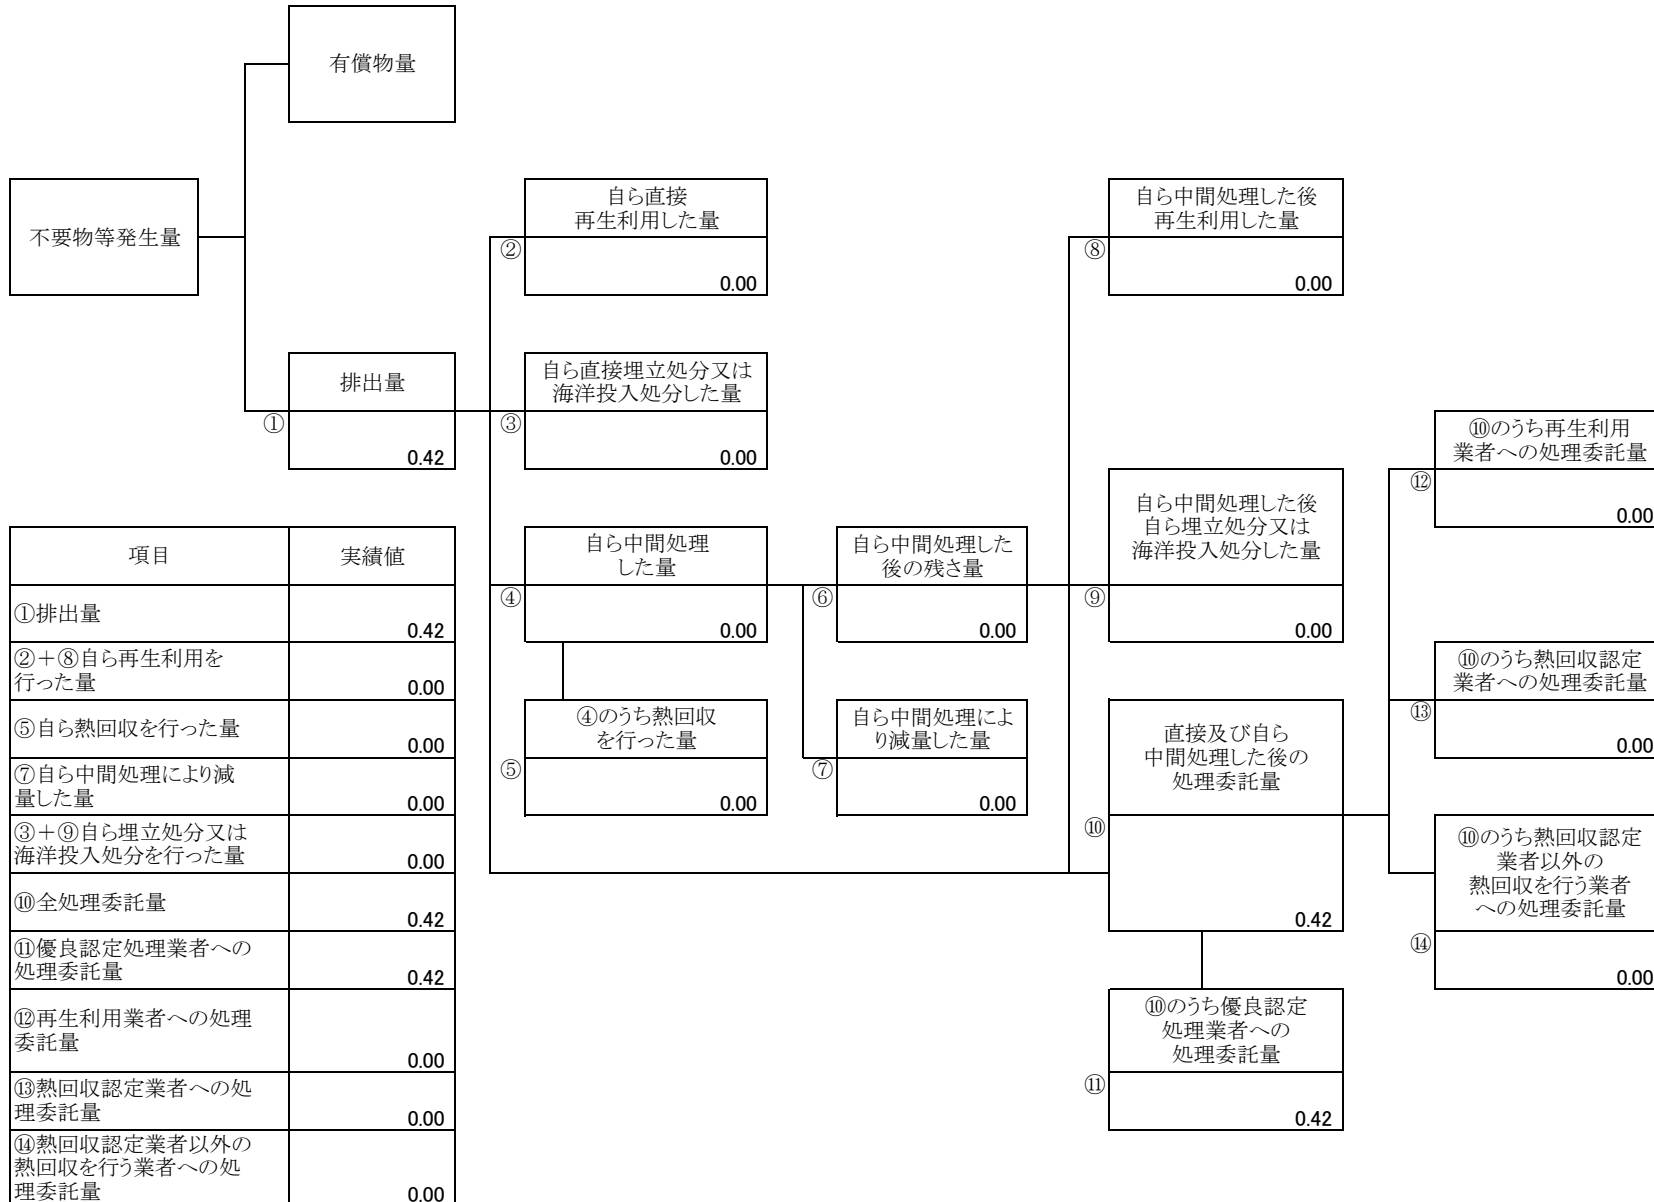 有償物量
不要物等発生量
自ら直接
再生利用した量
②
0.00
自ら中間処理した後
再生利用した量
⑧
0.00
排出量
①
0.42
自ら直接埋立処分又は
海洋投入処分した量
③
0.00
⑩のうち再生利用
業者への処理委託量
⑫
0.00
自ら中間処理した後
自ら埋立処分又は
海洋投入処分した量
⑨
0.00
自ら中間処理
した量
④
0.00
自ら中間処理した
後の残さ量
⑥
0.00
⑩のうち熱回収認定
業者への処理委託量
⑬
0.00
④のうち熱回収
を行った量
⑤
0.00
自ら中間処理によ
り減量した量
⑦
0.00
直接及び自ら
中間処理した後の
処理委託量
⑩
0.42
⑩のうち熱回収認定
業者以外の
熱回収を行う業者
への処理委託量
⑭
0.00
⑩のうち優良認定
処理業者への
処理委託量
⑪
0.42
項目 実績値
①排出量
0.42
②+⑧自ら再生利用を
行った量
0.00
⑤自ら熱回収を行った量
0.00
⑦自ら中間処理により減
量した量
0.00
③+⑨自ら埋立処分又は
海洋投入処分を行った量
0.00
⑩全処理委託量
0.42
⑪優良認定処理業者への
処理委託量
0.42
⑫再生利用業者への処理
委託量
0.00
⑬熱回収認定業者への処
理委託量
0.00
⑭熱回収認定業者以外の
熱回収を行う業者への処
理委託量
0.00